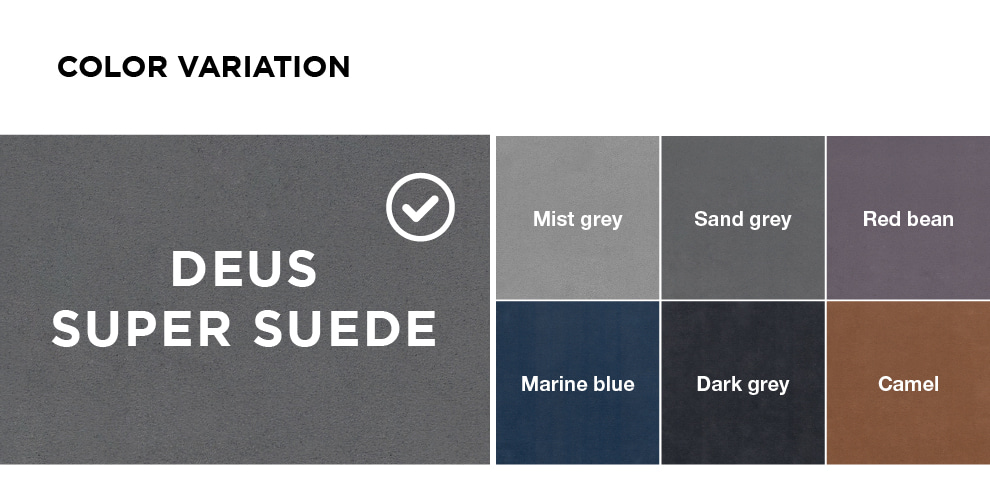 COLOR VARIATION
DEUS
SUPER SUEDE
Mist grey
Sand grey
Red bean
Marine blue
Dark grey
Camel